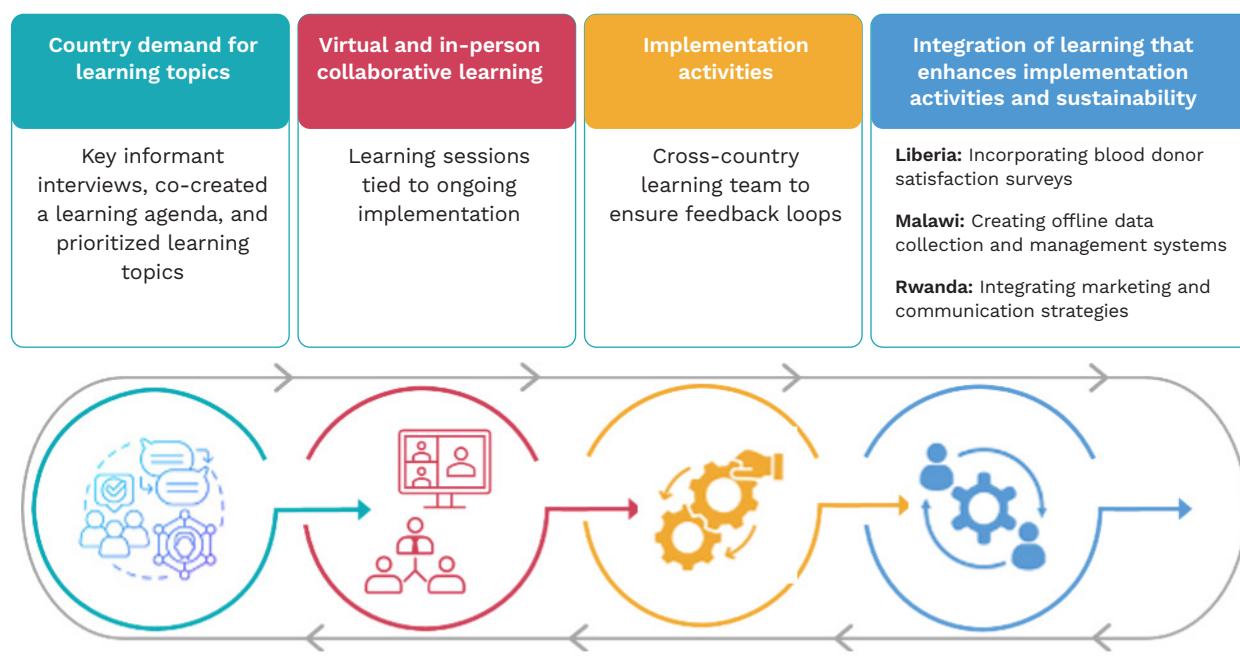 Country demand for
learning topics
Key informant
interviews, co-created
a learning agenda, and
prioritized learning
topics
Virtual and in-person
collaborative learning
Learning sessions
tied to ongoing
implementation
Implementation
activities
Cross-country
learning team to
ensure feedback loops
Integration of learning that
enhances implementation
activities and sustainability
Liberia: Incorporating blood donor
satisfaction surveys
Malawi: Creating offline data
collection and management systems
Rwanda: Integrating marketing and
communication strategies